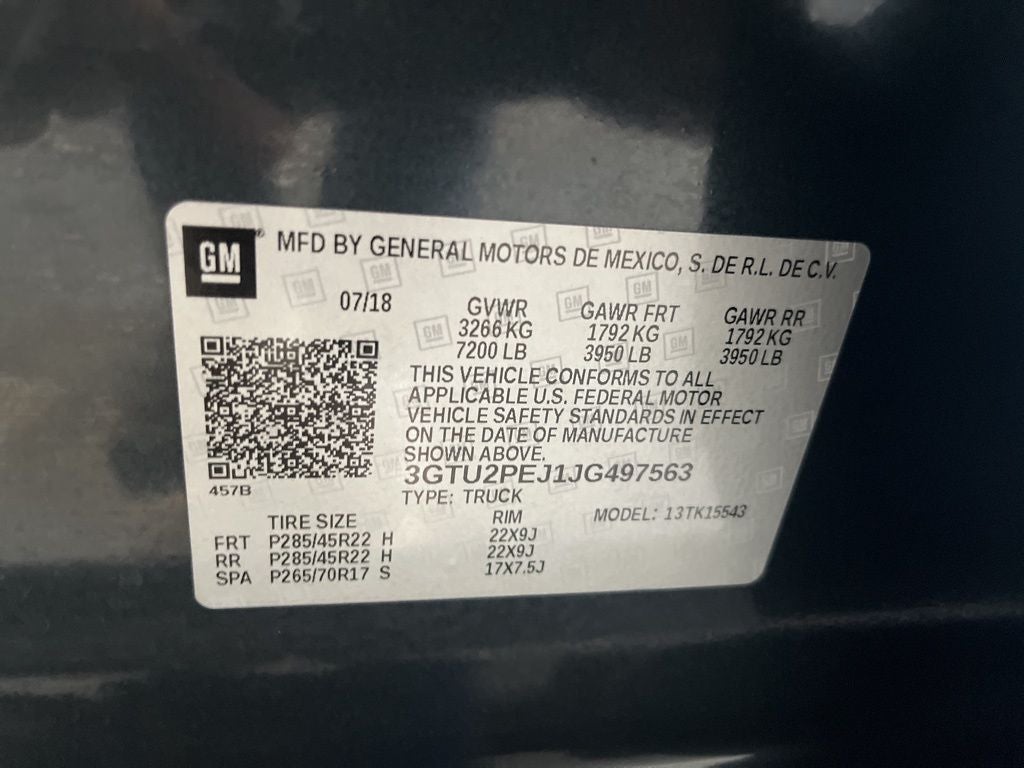 GM® MFD BY GENERAL MOTORS DE MEXICO, S. DE R.L. DE C.V.
07/18 GVWR GAWR FRT GAWR RR
3266 KG 1792 KG 1792 KG
7200 LB 3950 LB 3950 LB
THIS VEHICLE CONFORMS TO ALL
APPLICABLE U.S. FEDERAL MOTOR
VEHICLE SAFETY STANDARDS IN EFFECT
ON THE DATE OF MANUFACTURE
SHOWN ABOVE.
3GTU2PEJ1JG497563
457B
TYPE: TRUCK
TIRE SIZE RIM MODEL: 13TK15543
FRT P285/45R22 H 22X9J
RR P285/45R22 H 22X9J
SPA P265/70R17 S 17X7.5J